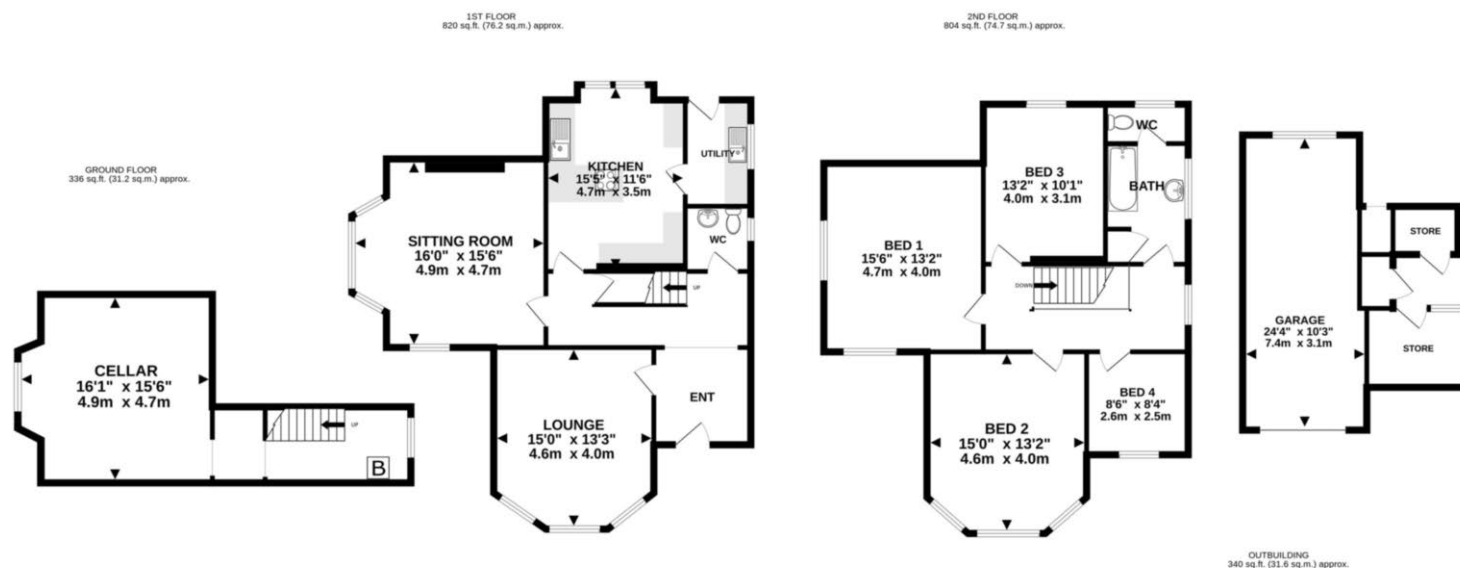 1ST FLOOR
820 sq.ft. (76.2 sq.m.) approx.
2ND FLOOR
804 sq.ft. (74.7 sq.m.) approx.
GROUND FLOOR
336 sq.ft. (31.2 sq.m.) approx.
CELLAR
16'1" x 15'6"
4.9m x 4.7m
UP
B
KITCHEN
15'5" x 11'6"
4.7m x 3.5m
UTILITY
SITTING ROOM
16'0" x 15'6"
4.9m x 4.7m
WC
UP
ENT
LOUNGE
15'0" x 13'3"
4.6m x 4.0m
WC
BED 3
13'2" x 10'1"
4.0m x 3.1m
BATH
BED 1
15'6" x 13'2"
4.7m x 4.0m
DOWN
BED 4
8'6" x 8'4"
2.6m x 2.5m
BED 2
15'0" x 13'2"
4.6m x 4.0m
STORE
GARAGE
24'4" x 10'3"
7.4m x 3.1m
STORE
OUTBUILDING
340 sq.ft. (31.6 sq.m.) approx.